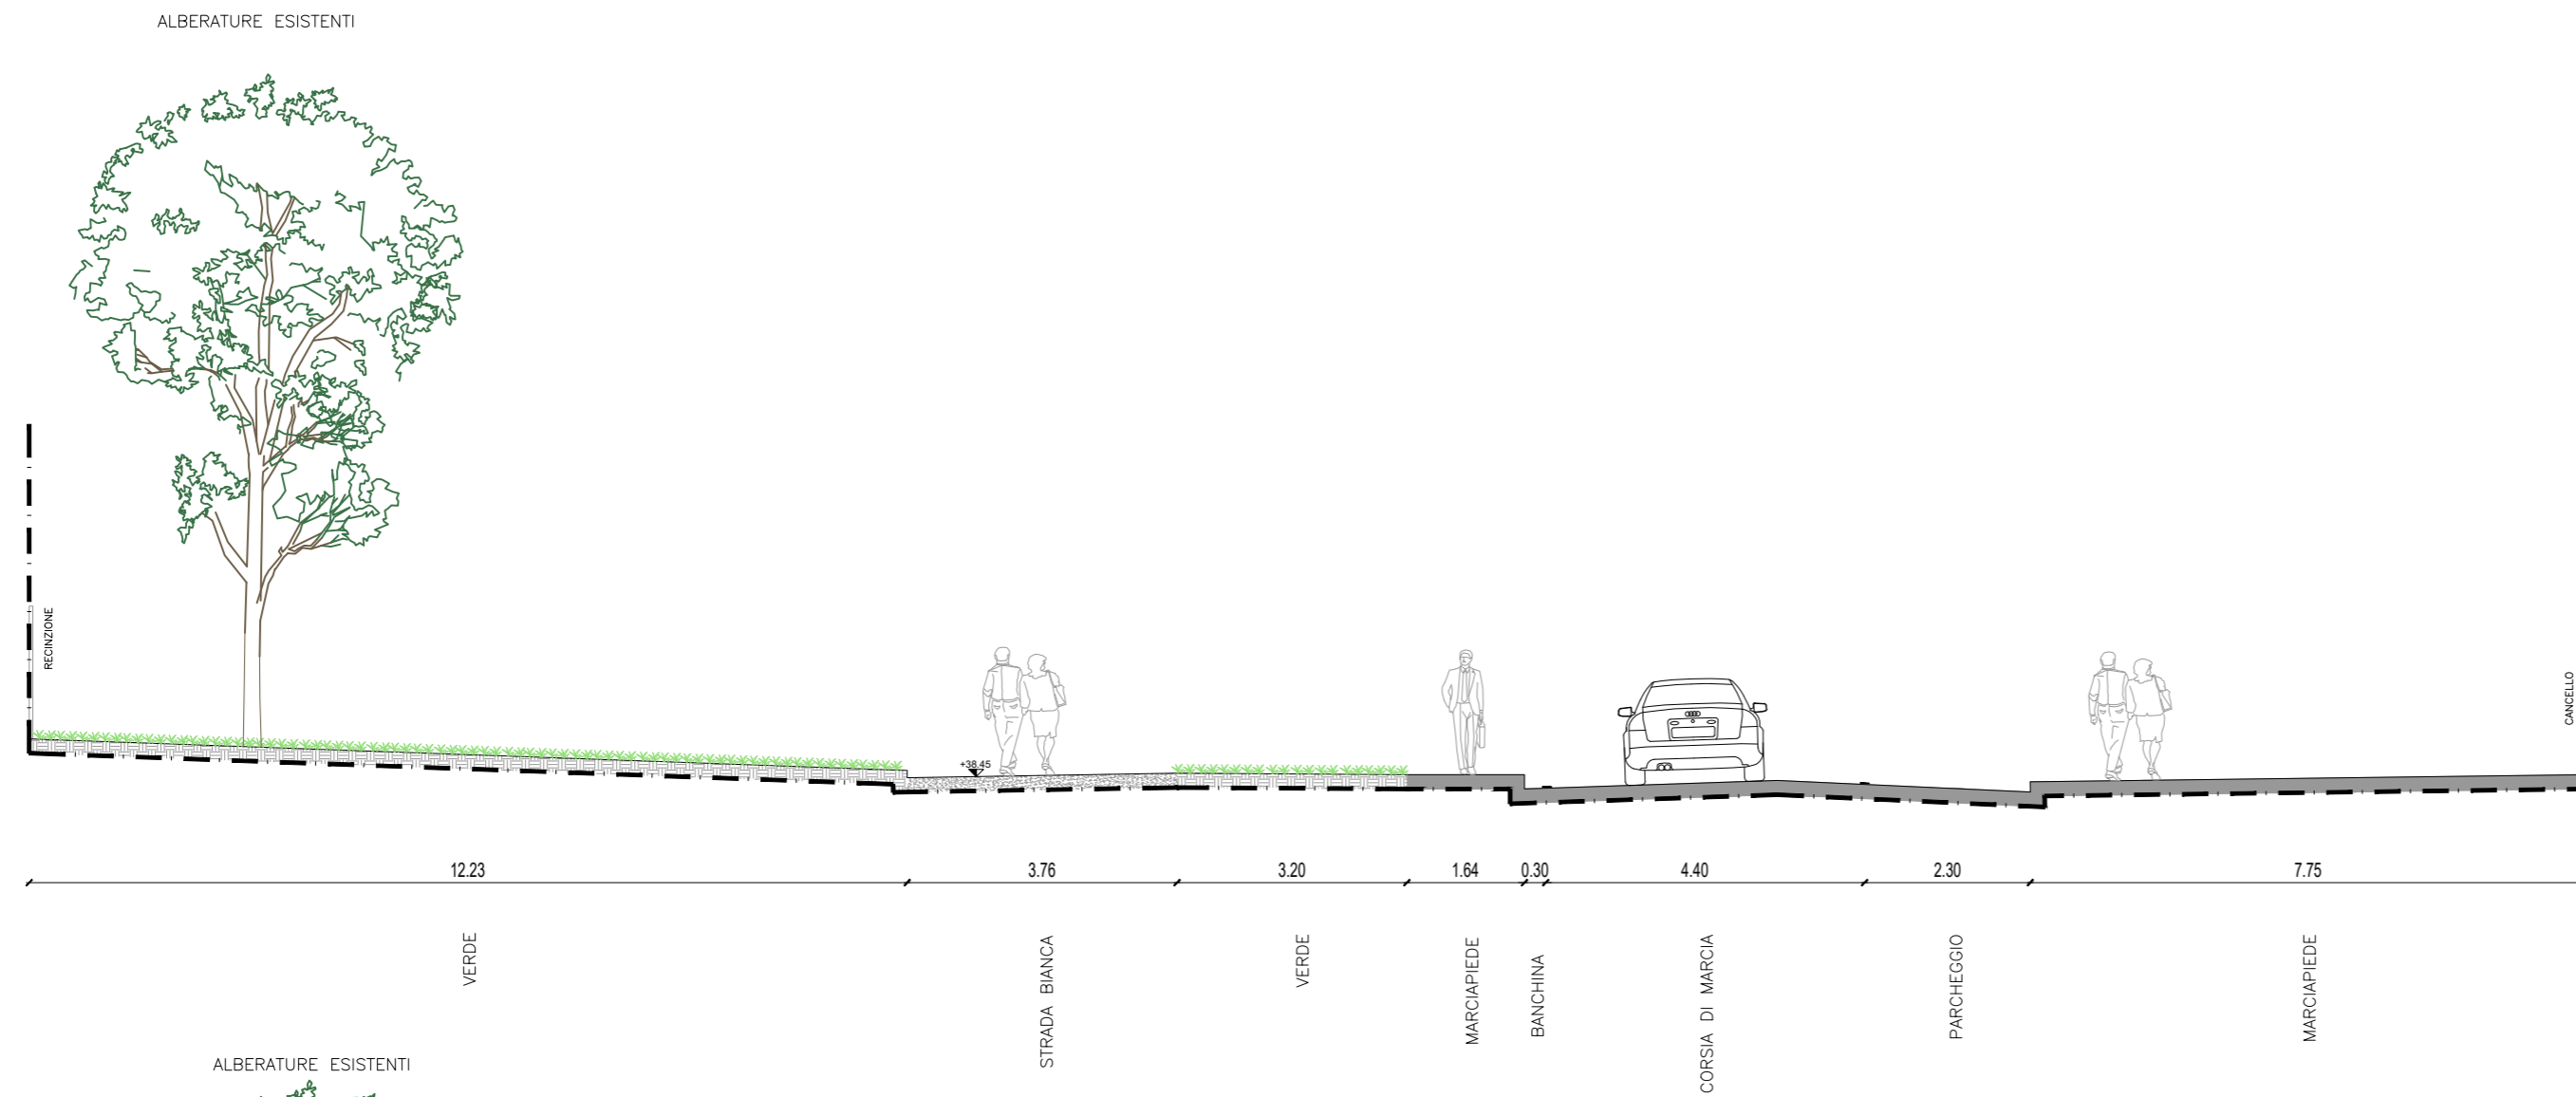 ALBERATURE ESISTENTI
RECINZIONE
CANCELLO
+38.45
12.23
3.76
3.20
1.64
0.30
4.40
2.30
7.75
VERDE
STRADA BIANCA
VERDE
MARCIAPIEDE
BANCHINA
CORSIA DI MARCIA
PARCHEGGIO
MARCIAPIEDE
ALBERATURE ESISTENTI